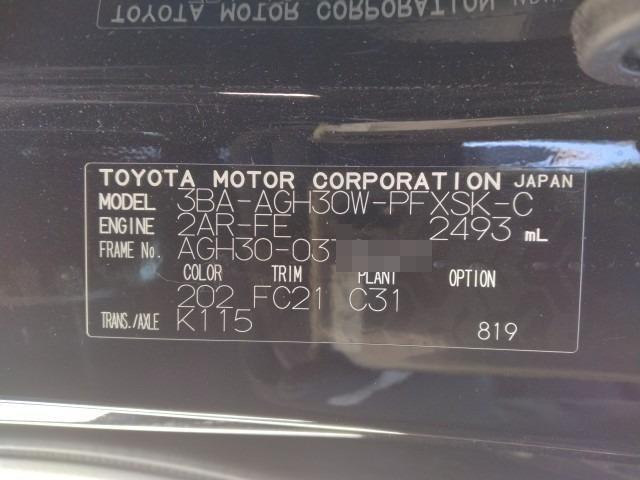 TOYOTA MOTOR CORPORATION
TOYOTA MOTOR CORPORATION JAPAN
MODEL 3BA-AGH30W-PFXSK-C
ENGINE 2AR-FE 2493 mL
FRAME No. AGH30-03
COLOR TRIM PLANT OPTION
202 FC21 C31
TRANS./AXLE K115 819